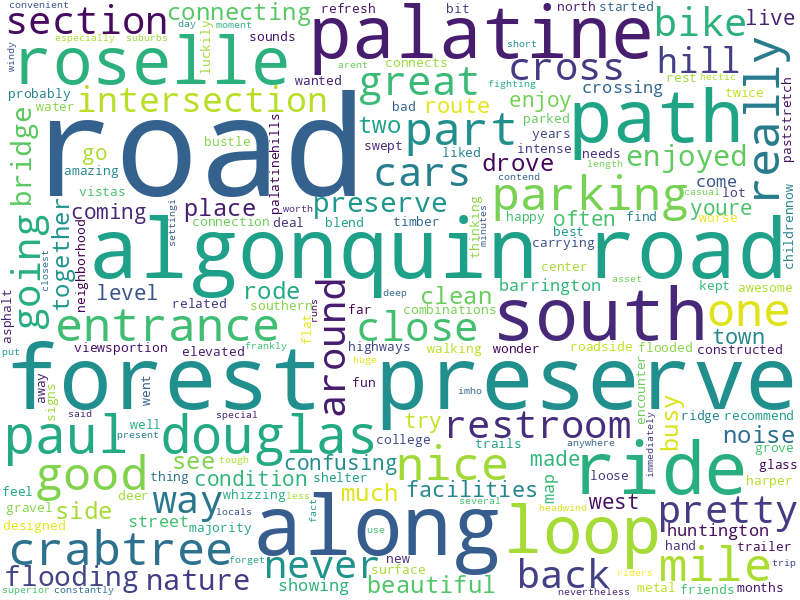 convenient
day
moment
refresh
bit
north
started
section
connecting
palatine
bike
live
especially
suburbs
luckily
sounds
connects
short
arent
windy
roselle
road
great
cross
hill
really
wanted
rest
hectic
fighting
crossing
twice
probably
water
intersection
bad
route
enjoy
parked
path
paststretch
bridge
go
bustle
two
part
years
swept
liked
intense
needs
enjoyed
amazing
vistas
palatinehills
cars
drove
length
casual
come
lot
going
together
coming
place
preserve
parking
youre
connection
worth
deal
blend
timber
happy
often
find
worse
childrennow
settingi
neighborhood
algonquin road
thinking
minutes
best
contend
carrying
center
awesome
closest
level
rode
clean
combinations
barrington
kept
asset
related
southern
runs
deep
far
south
one
asphalt
put
entrance
flat
around
close
town
viewsportion
elevated
frankly
highways
walking
wonder
roadside
flooded
constructed
away
went
huge
fun
forest preserve
imho
encounter
said
special
try
ridge
recommend
paul douglas
restroom
busy
noise
signs
well
present
college
trails
anywhere
immediately
grove
good
see
thing
condition
tough
confusing
nice
made
loose
glass
feel
deer
whizzing
less
shelter
facilities
map
ride
harper
gravel
side
way
street
locals
much
several
west
pretty
designed
majority
fact
along
loop
headwind
huntington
crabtree
forget
use
new
hand
trailer
never
surface
back
metal
mile
trip
flooding
nature
showing
beautiful
riders
friends
months
superior
constantly
nevertheless